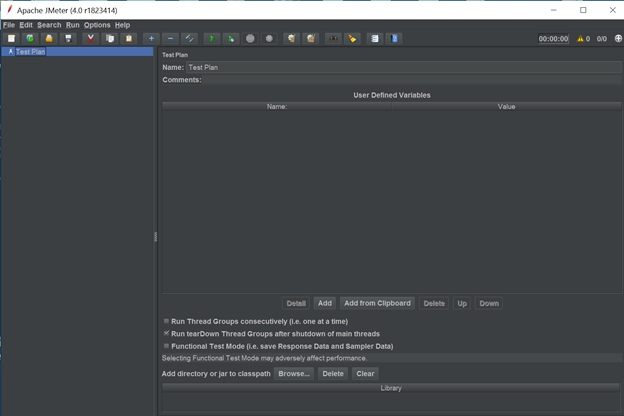 Apache JMeter (4.0 r1823414)
File Edit Search Run Options Help
00:00:00 0 0/0
Test Plan
Test Plan
Name: Test Plan
Comments:
User Defined Variables
Name: Value
Detail Add Add from Clipboard Delete Up Down
Run Thread Groups consecutively (i.e. one at a time)
Run tearDown Thread Groups after shutdown of main threads
Functional Test Mode (i.e. save Response Data and Sampler Data)
Selecting Functional Test Mode may adversely affect performance.
Add directory or jar to classpath Browse... Delete Clear
Library